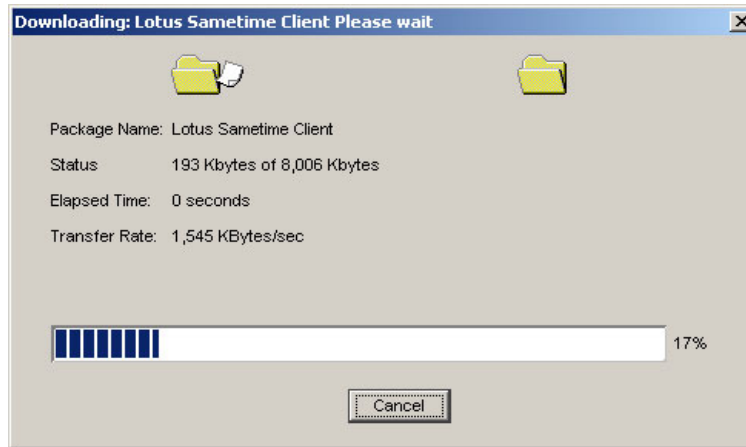 Downloading: Lotus Sametime Client Please wait
Package Name: Lotus Sametime Client
Status 193 Kbytes of 8,006 Kbytes
Elapsed Time: 0 seconds
Transfer Rate: 1,545 KBytes/sec
17%
Cancel